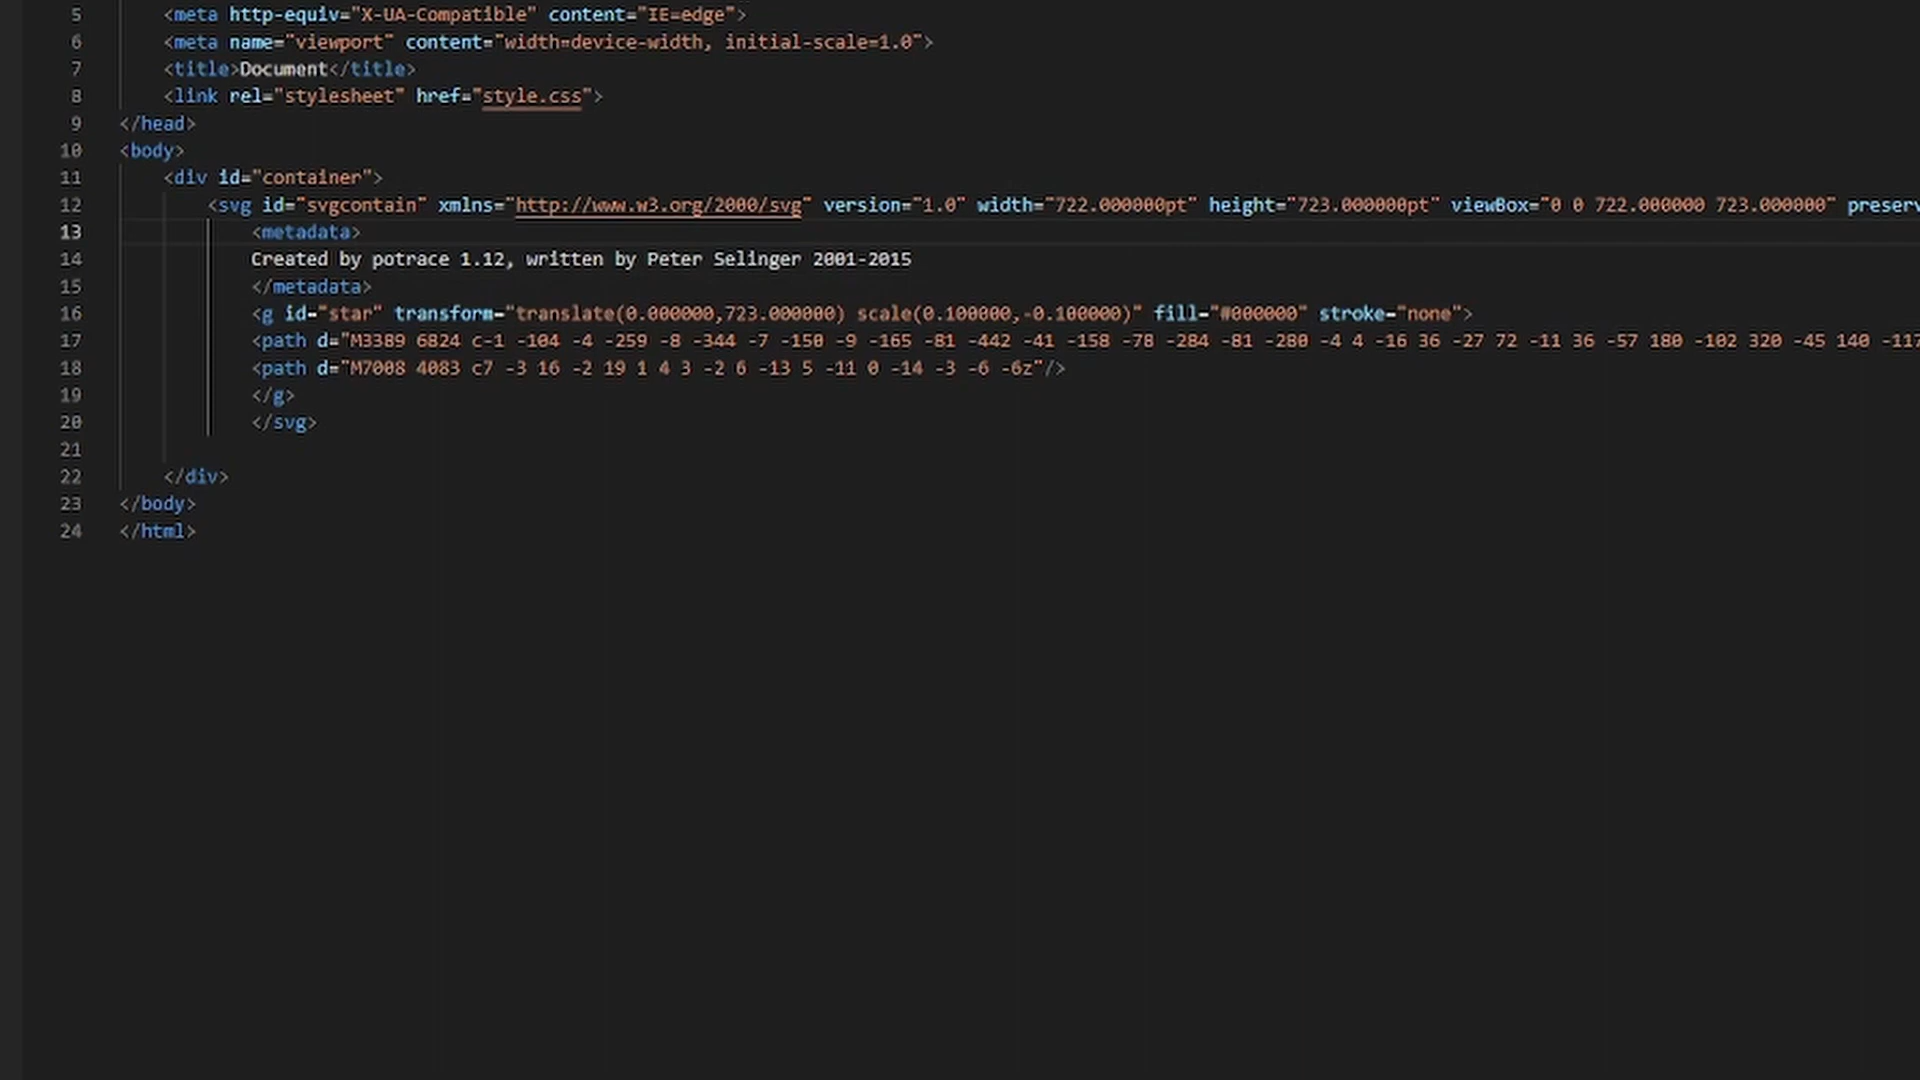 5 <meta http-equiv="X-UA-Compatible" content="IE=edge">
6 <meta name="viewport" content="width=device-width, initial-scale=1.0">
7 <title>Document</title>
8 <link rel="stylesheet" href="style.css">
9 </head>
10 <body>
11 <div id="container">
12 <svg id="svgcontain" xmlns="http://www.w3.org/2000/svg" version="1.0" width="722.000000pt" height="723.000000pt" viewBox="0 0 722.000000 723.000000" preserv
13 <metadata>
14 Created by potrace 1.12, written by Peter Selinger 2001-2015
15 </metadata>
16 <g id="star" transform="translate(0.000000,723.000000) scale(0.100000,-0.100000)" fill="#000000" stroke="none">
17 <path d="M3389 6824 c-1 -104 -4 -259 -8 -344 -7 -150 -9 -165 -81 -442 -41 -158 -78 -284 -81 -280 -4 4 -16 36 -27 72 -11 36 -57 180 -102 320 -45 140 -117
18 <path d="M7008 4083 c7 -3 16 -2 19 1 4 3 -2 6 -13 5 -11 0 -14 -3 -6 -6z"/>
19 </g>
20 </svg>
21
22 </div>
23 </body>
24 </html>